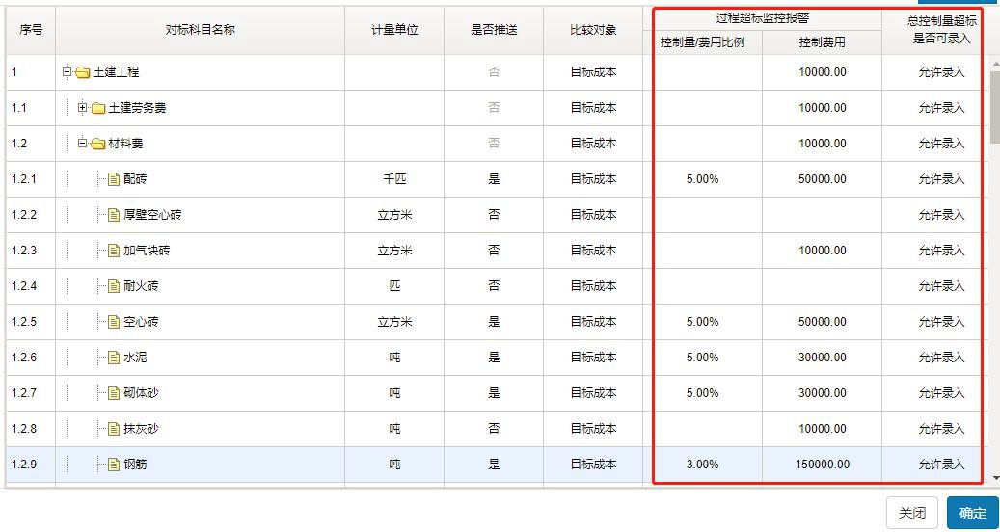 序号 对标科目名称 计量单位 是否推送 比较对象 过程超标监控报警 总控制量超标
是否可录入
控制量/费用比例 控制费用
1 土建工程 否 目标成本 10000.00 允许录入
1.1 土建劳务费 否 目标成本 10000.00 允许录入
1.2 材料费 否 目标成本 10000.00 允许录入
1.2.1 配砖 千匹 是 目标成本 5.00% 50000.00 允许录入
1.2.2 厚壁空心砖 立方米 否 目标成本 允许录入
1.2.3 加气块砖 立方米 否 目标成本 10000.00 允许录入
1.2.4 耐火砖 匹 否 目标成本 允许录入
1.2.5 空心砖 立方米 是 目标成本 5.00% 50000.00 允许录入
1.2.6 水泥 吨 是 目标成本 5.00% 30000.00 允许录入
1.2.7 砌体砂 吨 是 目标成本 5.00% 30000.00 允许录入
1.2.8 抹灰砂 吨 否 目标成本 10000.00 允许录入
1.2.9 钢筋 吨 是 目标成本 3.00% 150000.00 允许录入
关闭 确定